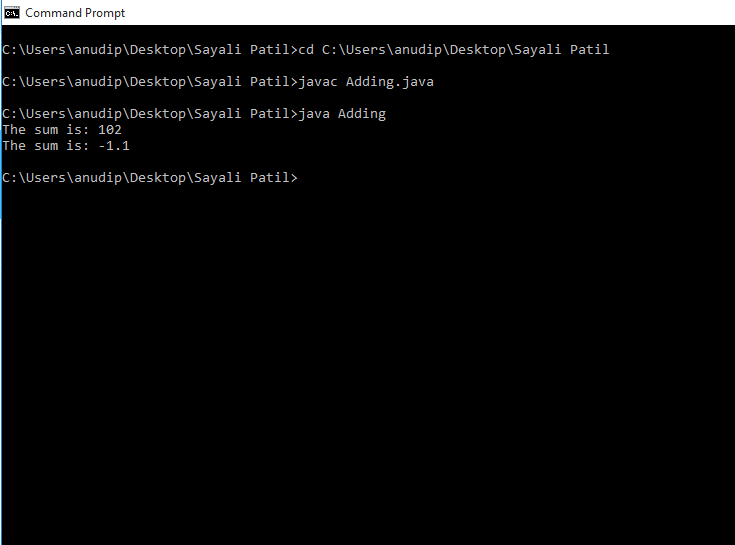 Command Prompt
C:\Users\anudip\Desktop\Sayali Patil>cd C:\Users\anudip\Desktop\Sayali Patil
C:\Users\anudip\Desktop\Sayali Patil>javac Adding.java
C:\Users\anudip\Desktop\Sayali Patil>java Adding
The sum is: 102
The sum is: -1.1
C:\Users\anudip\Desktop\Sayali Patil>